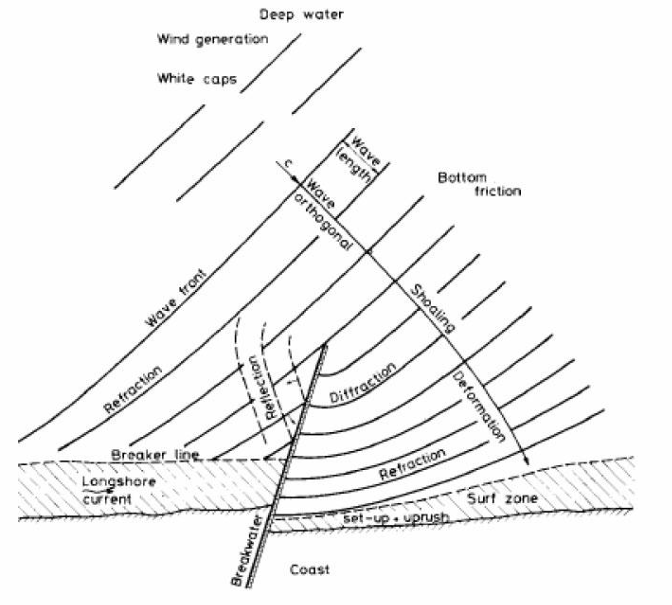 Deep water
Wind generation
White caps
Wave
length
c
Wave
orthogonal
Bottom
friction
Wave front
Shoaling
Refraction
Reflection
Diffraction
Deformation
Breaker line
Refraction
Longshore
current
Surf zone
set-up + uprush
Breakwater
Coast